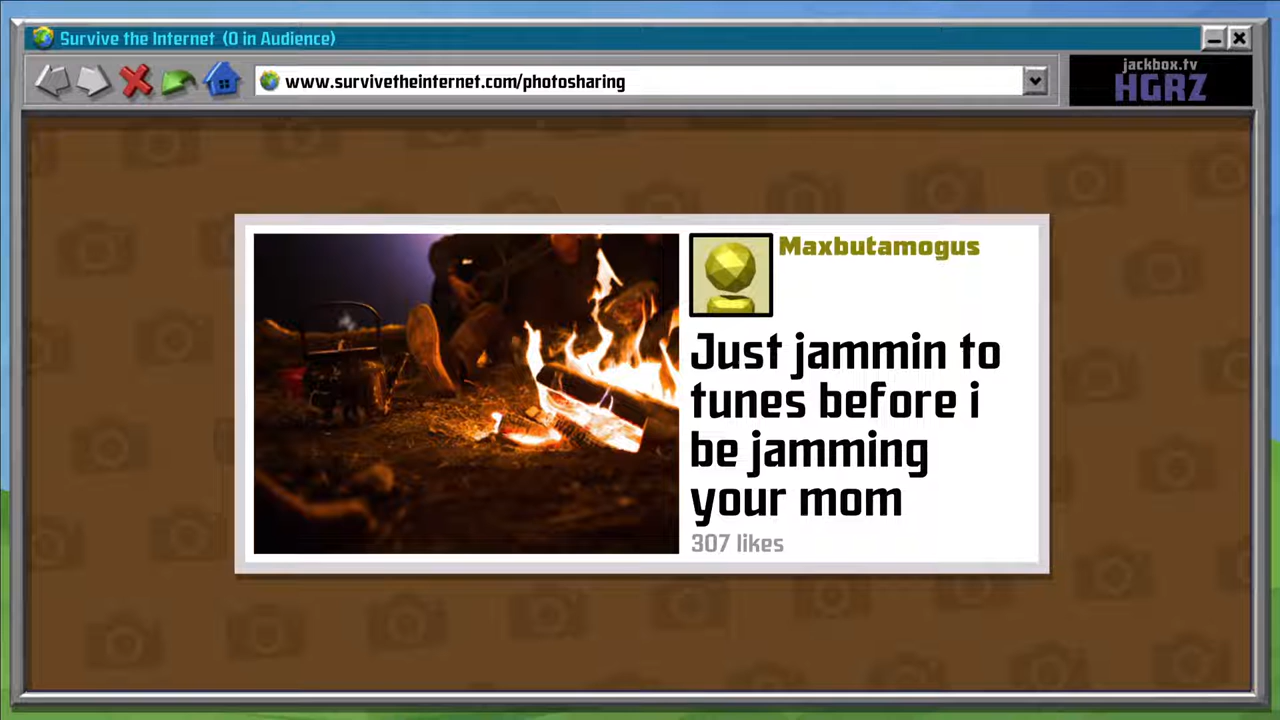 Survive the Internet (0 in Audience)
www.survivetheinternet.com/photosharing
jackbox.tv
HGRZ
Maxbutamogus
Just jammin to
tunes before i
be jamming
your mom
307 likes